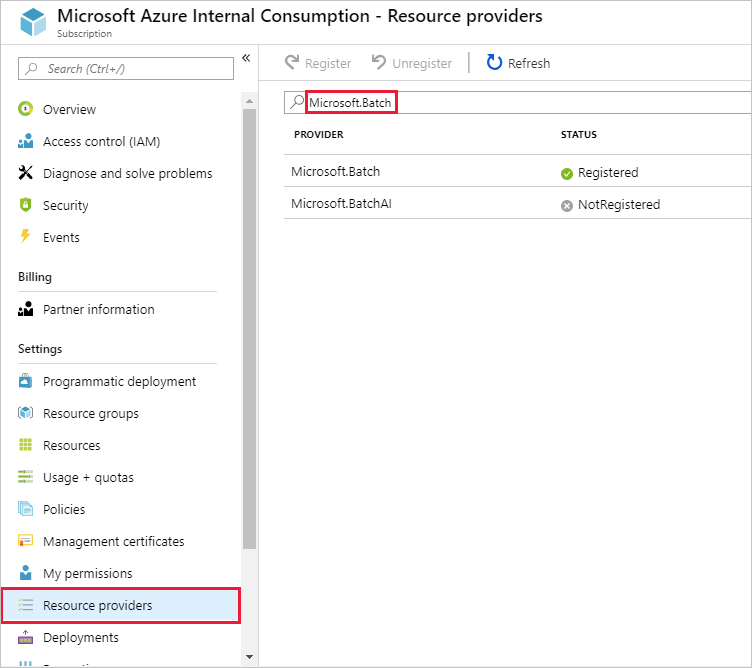 Microsoft Azure Internal Consumption - Resource providers
Subscription
Search (Ctrl+/)
«
Overview
Access control (IAM)
Diagnose and solve problems
Security
Events
Billing
Partner information
Settings
Programmatic deployment
Resource groups
Resources
Usage + quotas
Policies
Management certificates
My permissions
Resource providers
Deployments
Register Unregister Refresh
Microsoft.Batch
PROVIDER STATUS
Microsoft.Batch Registered
Microsoft.BatchAI NotRegistered